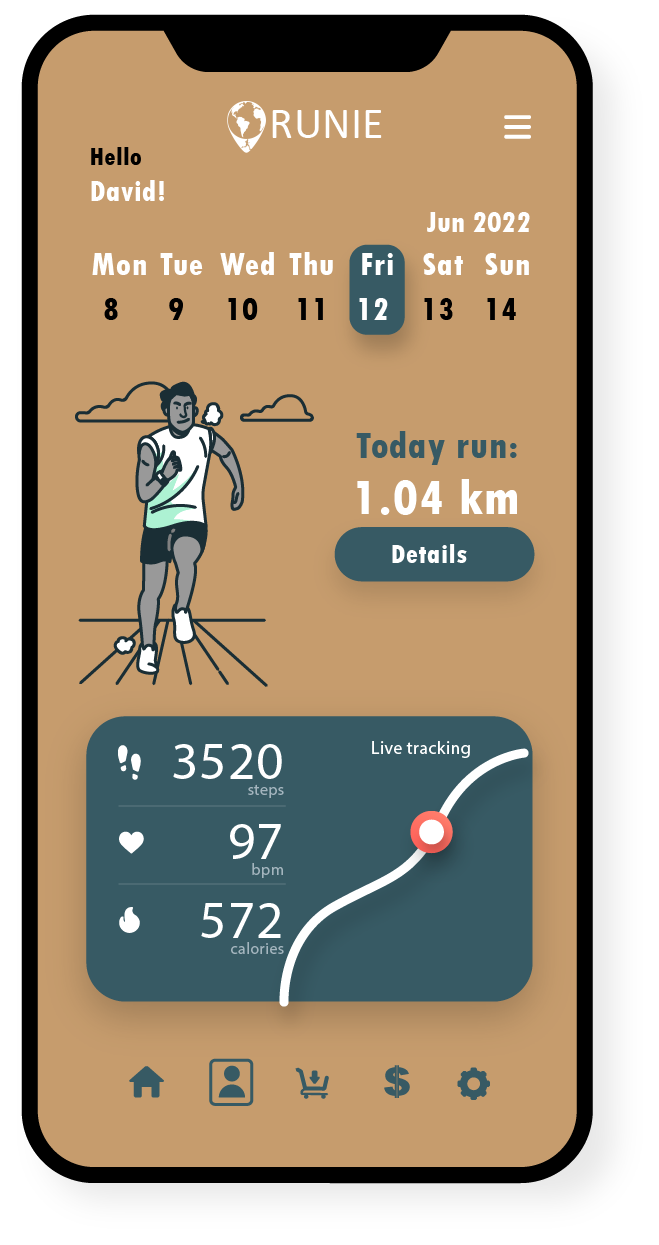 RUNIE
Hello
David!
Jun 2022
Mon Tue Wed Thu Fri Sat Sun
8 9 10 11 12 13 14
Today run:
1.04 km
Details
Live tracking
3520
steps
97
bpm
572
calories
$